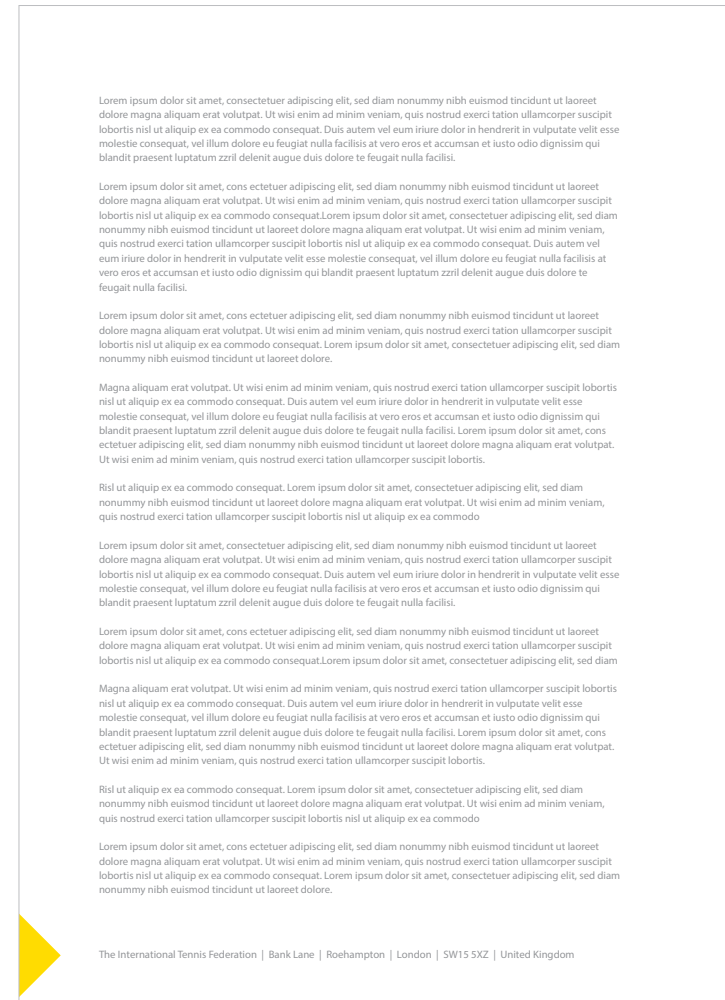 Lorem ipsum dolor sit amet, consectetuer adipiscing elit, sed diam nonummy nibh euismod tincidunt ut laoreet
dolore magna aliquam erat volutpat. Ut wisi enim ad minim veniam, quis nostrud exerci tation ullamcorper suscipit
lobortis nisl ut aliquip ex ea commodo consequat. Duis autem vel eum iriure dolor in hendrerit in vulputate velit esse
molestie consequat, vel illum dolore eu feugiat nulla facilisis at vero eros et accumsan et iusto odio dignissim qui
blandit praesent luptatum zzril delenit augue duis dolore te feugait nulla facilisi.
Lorem ipsum dolor sit amet, cons ectetuer adipiscing elit, sed diam nonummy nibh euismod tincidunt ut laoreet
dolore magna aliquam erat volutpat. Ut wisi enim ad minim veniam, quis nostrud exerci tation ullamcorper suscipit
lobortis nisl ut aliquip ex ea commodo consequat.Lorem ipsum dolor sit amet, consectetuer adipiscing elit, sed diam
nonummy nibh euismod tincidunt ut laoreet dolore magna aliquam erat volutpat. Ut wisi enim ad minim veniam,
quis nostrud exerci tation ullamcorper suscipit lobortis nisl ut aliquip ex ea commodo consequat. Duis autem vel
eum iriure dolor in hendrerit in vulputate velit esse molestie consequat, vel illum dolore eu feugiat nulla facilisis at
vero eros et accumsan et iusto odio dignissim qui blandit praesent luptatum zzril delenit augue duis dolore te
feugait nulla facilisi.
Lorem ipsum dolor sit amet, consectetuer adipiscing elit, sed diam nonummy nibh euismod tincidunt ut laoreet
dolore magna aliquam erat volutpat. Ut wisi enim ad minim veniam, quis nostrud exerci tation ullamcorper suscipit
lobortis nisl ut aliquip ex ea commodo consequat. Lorem ipsum dolor sit amet, consectetuer adipiscing elit, sed diam
nonummy nibh euismod tincidunt ut laoreet dolore.
Magna aliquam erat volutpat. Ut wisi enim ad minim veniam, quis nostrud exerci tation ullamcorper suscipit lobortis
nisl ut aliquip ex ea commodo consequat. Duis autem vel eum iriure dolor in hendrerit in vulputate velit esse
molestie consequat, vel illum dolore eu feugiat nulla facilisis at vero eros et accumsan et iusto odio dignissim qui
blandit praesent luptatum zzril delenit augue duis dolore te feugait nulla facilisi. Lorem ipsum dolor sit amet, cons
ectetuer adipiscing elit, sed diam nonummy nibh euismod tincidunt ut laoreet dolore magna aliquam erat volutpat.
Ut wisi enim ad minim veniam, quis nostrud exerci tation ullamcorper suscipit lobortis.
Risl ut aliquip ex ea commodo consequat. Lorem ipsum dolor sit amet, consectetuer adipiscing elit, sed diam
nonummy nibh euismod tincidunt ut laoreet dolore magna aliquam erat volutpat. Ut wisi enim ad minim veniam,
quis nostrud exerci tation ullamcorper suscipit lobortis nisl ut aliquip ex ea commodo
Lorem ipsum dolor sit amet, consectetuer adipiscing elit, sed diam nonummy nibh euismod tincidunt ut laoreet
dolore magna aliquam erat volutpat. Ut wisi enim ad minim veniam, quis nostrud exerci tation ullamcorper suscipit
lobortis nisl ut aliquip ex ea commodo consequat. Duis autem vel eum iriure dolor in hendrerit in vulputate velit esse
molestie consequat, vel illum dolore eu feugiat nulla facilisis at vero eros et accumsan et iusto odio dignissim qui
blandit praesent luptatum zzril delenit augue duis dolore te feugait nulla facilisi.
Lorem ipsum dolor sit amet, cons ectetuer adipiscing elit, sed diam nonummy nibh euismod tincidunt ut laoreet
dolore magna aliquam erat volutpat. Ut wisi enim ad minim veniam, quis nostrud exerci tation ullamcorper suscipit
lobortis nisl ut aliquip ex ea commodo consequat.Lorem ipsum dolor sit amet, consectetuer adipiscing elit, sed diam
Magna aliquam erat volutpat. Ut wisi enim ad minim veniam, quis nostrud exerci tation ullamcorper suscipit lobortis
nisl ut aliquip ex ea commodo consequat. Duis autem vel eum iriure dolor in hendrerit in vulputate velit esse
molestie consequat, vel illum dolore eu feugiat nulla facilisis at vero eros et accumsan et iusto odio dignissim qui
blandit praesent luptatum zzril delenit augue duis dolore te feugait nulla facilisi. Lorem ipsum dolor sit amet, cons
ectetuer adipiscing elit, sed diam nonummy nibh euismod tincidunt ut laoreet dolore magna aliquam erat volutpat.
Ut wisi enim ad minim veniam, quis nostrud exerci tation ullamcorper suscipit lobortis.
Risl ut aliquip ex ea commodo consequat. Lorem ipsum dolor sit amet, consectetuer adipiscing elit, sed diam
nonummy nibh euismod tincidunt ut laoreet dolore magna aliquam erat volutpat. Ut wisi enim ad minim veniam,
quis nostrud exerci tation ullamcorper suscipit lobortis nisl ut aliquip ex ea commodo
Lorem ipsum dolor sit amet, consectetuer adipiscing elit, sed diam nonummy nibh euismod tincidunt ut laoreet
dolore magna aliquam erat volutpat. Ut wisi enim ad minim veniam, quis nostrud exerci tation ullamcorper suscipit
lobortis nisl ut aliquip ex ea commodo consequat. Lorem ipsum dolor sit amet, consectetuer adipiscing elit, sed diam
nonummy nibh euismod tincidunt ut laoreet dolore.
The International Tennis Federation | Bank Lane | Roehampton | London | SW15 5XZ | United Kingdom